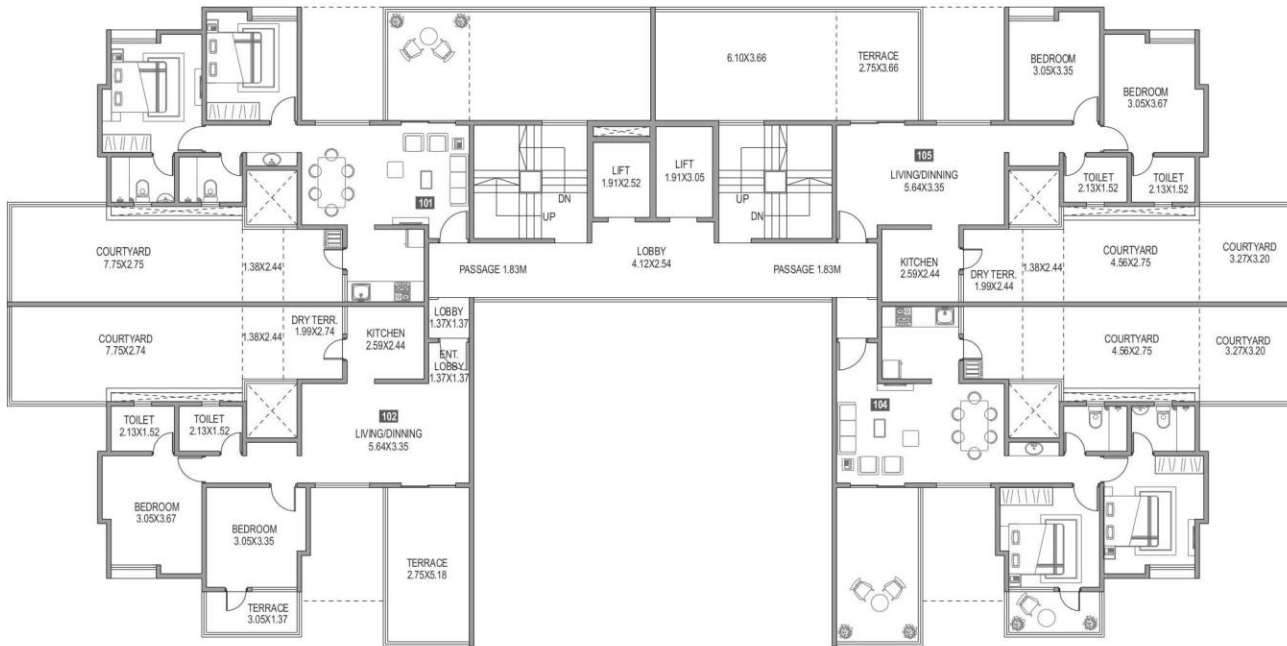 6.10X3.66
TERRACE
2.75X3.66
BEDROOM
3.05X3.35
BEDROOM
3.05X3.67
101
DN
UP
LIFT
1.91X2.52
LIFT
1.91X3.05
UP
DN
105
LIVING/DINNING
5.64X3.35
TOILET
2.13X1.52
TOILET
2.13X1.52
COURTYARD
7.75X2.75
1.38X2.44
PASSAGE 1.83M
LOBBY
4.12X2.54
PASSAGE 1.83M
KITCHEN
2.59X2.44
DRY TERR.
1.99X2.44
1.38X2.44
COURTYARD
4.56X2.75
COURTYARD
3.27X3.20
COURTYARD
7.75X2.74
1.38X2.44
DRY TERR.
1.99X2.74
KITCHEN
2.59X2.44
LOBBY
1.37X1.37
ENT.
LOBBY
1.37X1.37
COURTYARD
4.56X2.75
COURTYARD
3.27X3.20
TOILET
2.13X1.52
TOILET
2.13X1.52
102
LIVING/DINNING
5.64X3.35
104
BEDROOM
3.05X3.67
BEDROOM
3.05X3.35
TERRACE
2.75X5.18
TERRACE
3.05X1.37